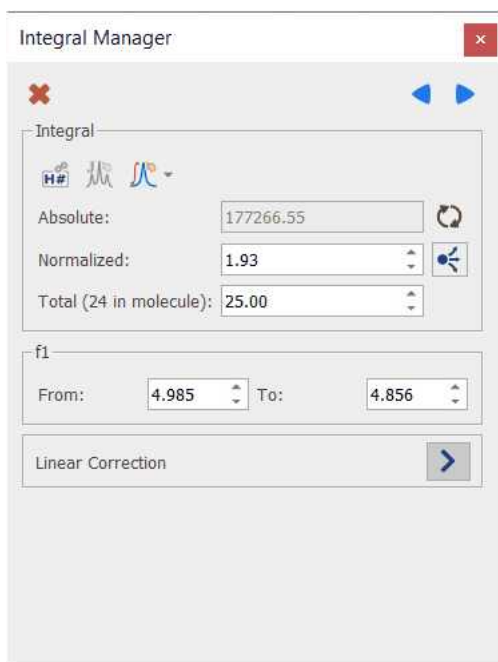 Integral Manager
Integral
H#
Absolute: 177266.55
Normalized: 1.93
Total (24 in molecule): 25.00
f1
From: 4.985 To: 4.856
Linear Correction